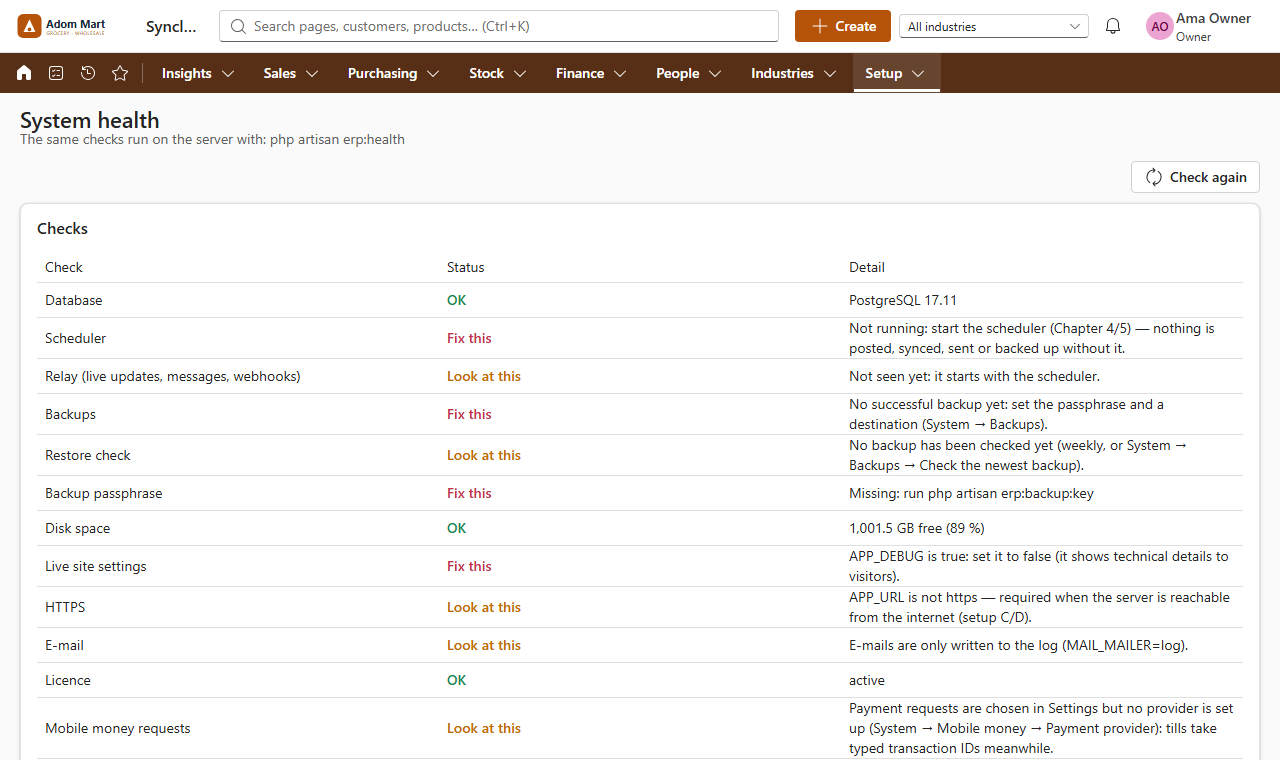 Adom Mart
GROCERY · WHOLESALE
Syncl...
Search pages, customers, products... (Ctrl+K)
Create
All industries
AO
Ama Owner
Owner
Insights
Sales
Purchasing
Stock
Finance
People
Industries
Setup
System health
The same checks run on the server with: php artisan erp:health
Check again
Checks
Check Status Detail
Database OK PostgreSQL 17.11
Scheduler Fix this Not running: start the scheduler (Chapter 4/5) — nothing is
posted, synced, sent or backed up without it.
Relay (live updates, messages, webhooks) Look at this Not seen yet: it starts with the scheduler.
Backups Fix this No successful backup yet: set the passphrase and a
destination (System → Backups).
Restore check Look at this No backup has been checked yet (weekly, or System →
Backups → Check the newest backup).
Backup passphrase Fix this Missing: run php artisan erp:backup:key
Disk space OK 1,001.5 GB free (89 %)
Live site settings Fix this APP_DEBUG is true: set it to false (it shows technical details to
visitors).
HTTPS Look at this APP_URL is not https — required when the server is reachable
from the internet (setup C/D).
E-mail Look at this E-mails are only written to the log (MAIL_MAILER=log).
Licence OK active
Mobile money requests Look at this Payment requests are chosen in Settings but no provider is set
up (System → Mobile money → Payment provider): tills take
typed transaction IDs meanwhile.